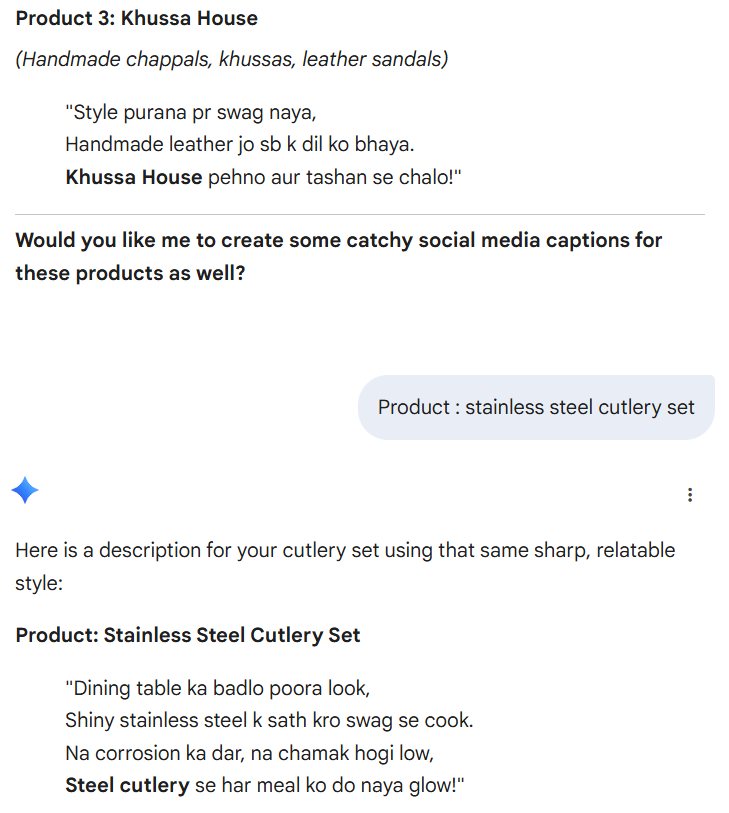 Product 3: Khussa House
(Handmade chappals, khussas, leather sandals)
"Style purana pr swag naya,
Handmade leather jo sb k dil ko bhaya.
Khussa House pehno aur tashan se chalo!"
Would you like me to create some catchy social media captions for
these products as well?
Product : stainless steel cutlery set
Here is a description for your cutlery set using that same sharp, relatable
style:
Product: Stainless Steel Cutlery Set
"Dining table ka badlo poora look,
Shiny stainless steel k sath kro swag se cook.
Na corrosion ka dar, na chamak hogi low,
Steel cutlery se har meal ko do naya glow!"